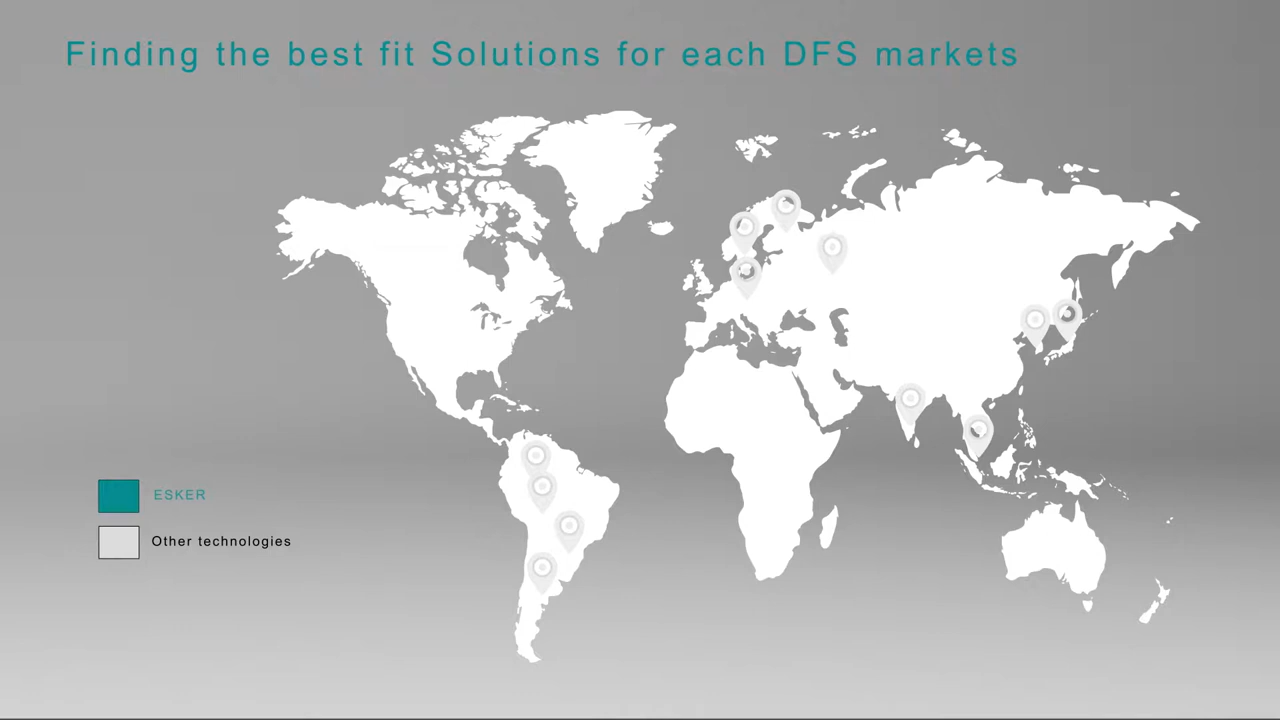 Finding the best fit Solutions for each DFS markets
ESKER
Other technologies